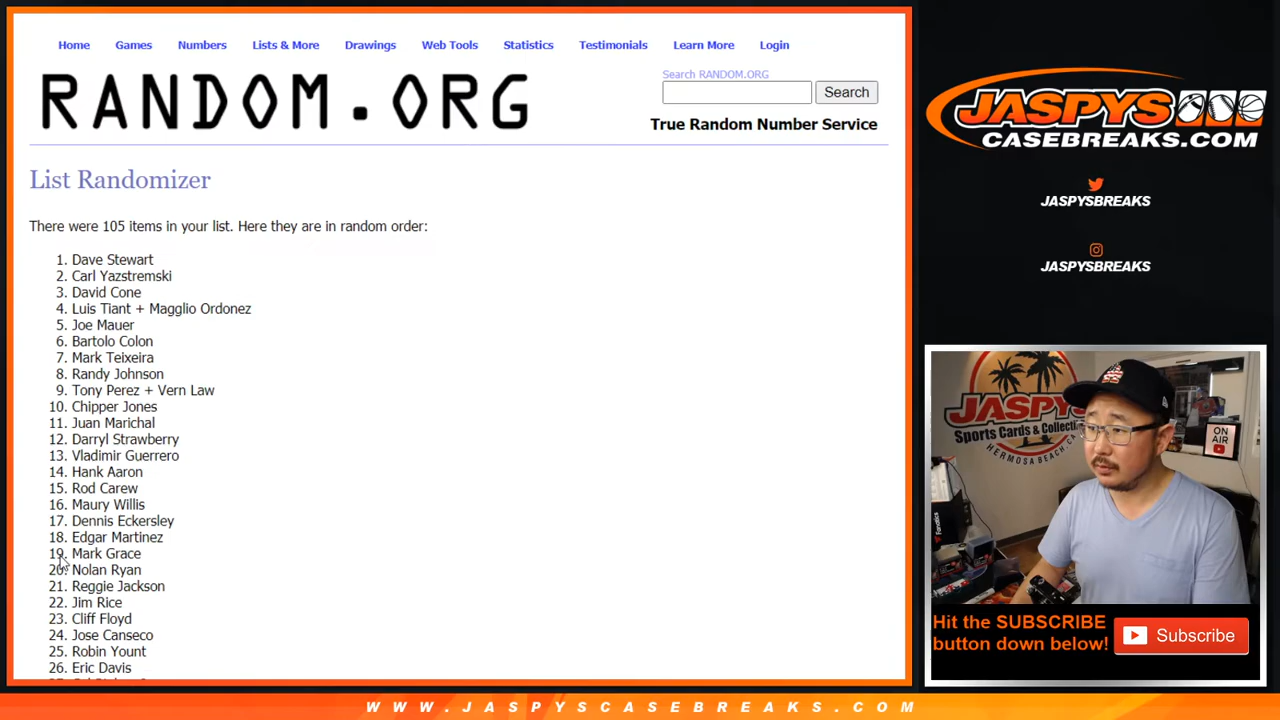 Home Games Numbers Lists & More Drawings Web Tools Statistics Testimonials Learn More Login
RANDOM.ORG
Search RANDOM.ORG
Search
True Random Number Service
List Randomizer
There were 105 items in your list. Here they are in random order:
1. Dave Stewart
2. Carl Yazstremski
3. David Cone
4. Luis Tiant + Magglio Ordonez
5. Joe Mauer
6. Bartolo Colon
7. Mark Teixeira
8. Randy Johnson
9. Tony Perez + Vern Law
10. Chipper Jones
11. Juan Marichal
12. Darryl Strawberry
13. Vladimir Guerrero
14. Hank Aaron
15. Rod Carew
16. Maury Willis
17. Dennis Eckersley
18. Edgar Martinez
19. Mark Grace
20. Nolan Ryan
21. Reggie Jackson
22. Jim Rice
23. Cliff Floyd
24. Jose Canseco
25. Robin Yount
26. Eric Davis
JASPYS
CASEBREAKS.COM
JASPYSBREAKS
JASPYSBREAKS
JASPYS
Sports Cards & Collecti
HERMOSA BEACH, CA
ON
AIR
Fanatics
Hit the SUBSCRIBE
button down below!
Subscribe
WWW.JASPYSCASEBREAKS.COM